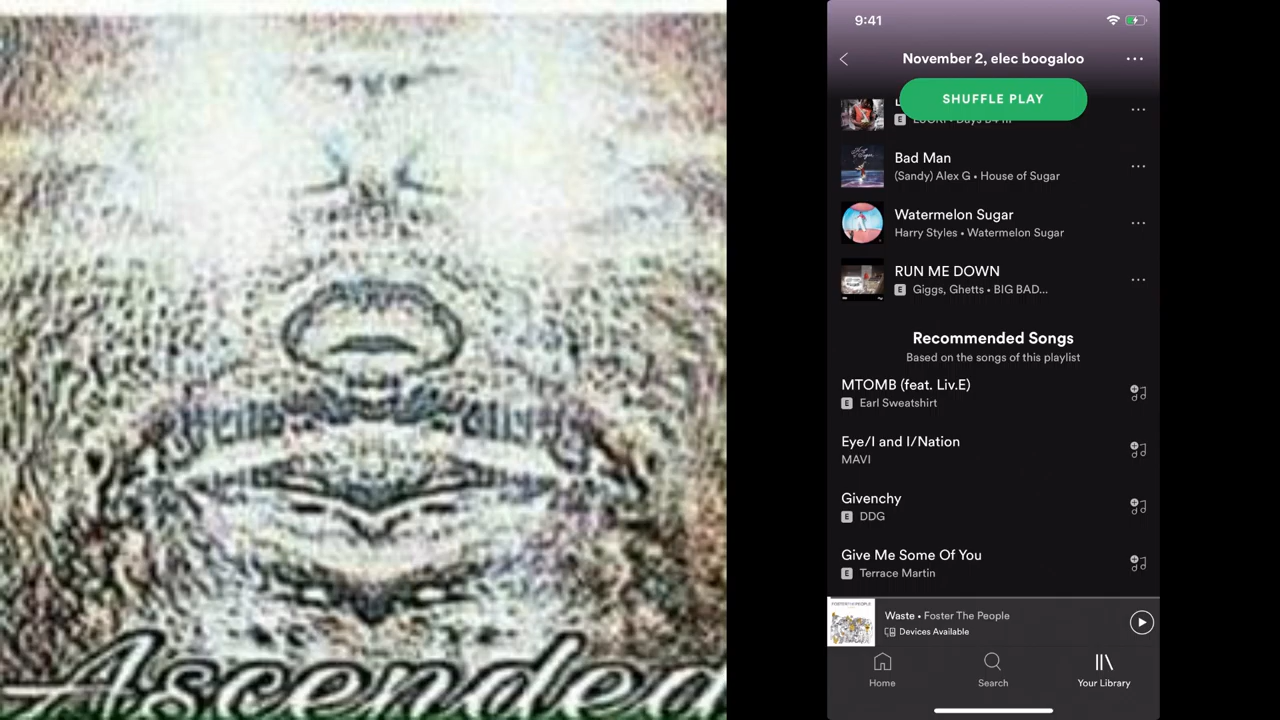 Ascended
9:41
November 2, elec boogaloo
SHUFFLE PLAY
E
Bad Man
(Sandy) Alex G • House of Sugar
Watermelon Sugar
Harry Styles • Watermelon Sugar
RUN ME DOWN
E Giggs, Ghetts • BIG BAD...
Recommended Songs
Based on the songs of this playlist
MTOMB (feat. Liv.E)
E Earl Sweatshirt
Eye/I and I/Nation
MAVI
Givenchy
E DDG
Give Me Some Of You
E Terrace Martin
Waste • Foster The People
Devices Available
Home
Search
Your Library